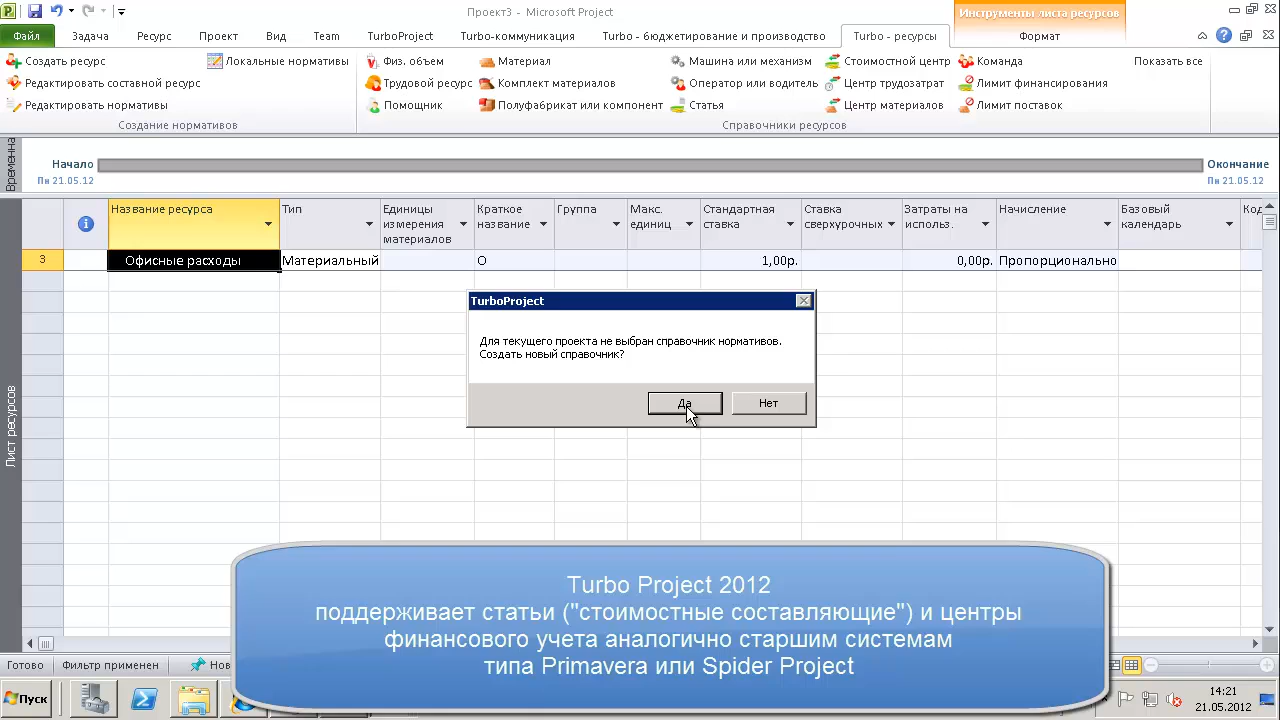 Проект3 - Microsoft Project
Инструменты листа ресурсов
Файл Задача Ресурс Проект Вид Team TurboProject Turbo-коммуникация Turbo - бюджетирование и производство Turbo - ресурсы Формат
Создать ресурс Локальные нормативы Физ. объем Материал Машина или механизм Стоимостной центр Команда Показать все
Редактировать составной ресурс Трудовой ресурс Комплект материалов Оператор или водитель Центр трудозатрат Лимит финансирования
Редактировать нормативы Помощник Полуфабрикат или компонент Статья Центр материалов Лимит поставок
Создание нормативов Справочники ресурсов
Временна
Начало Окончание
Пн 21.05.12 Пн 21.05.12
Название ресурса Тип Единицы измерения материалов Краткое название Группа Макс. единиц Стандартная ставка Ставка сверхурочных Затраты на использ. Начисление Базовый календарь Код
3 Офисные расходы Материальный О 1,00р. 0,00р. Пропорционально
Лист ресурсов
TurboProject
Для текущего проекта не выбран справочник нормативов.
Создать новый справочник?
Да Нет
Turbo Project 2012
поддерживает статьи ("стоимостные составляющие") и центры
финансового учета аналогично старшим системам
типа Primavera или Spider Project
Готово Фильтр применен Нов
Пуск
14:21
21.05.2012